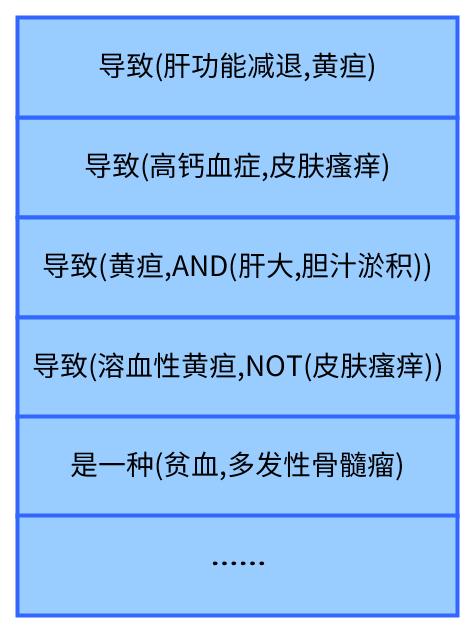 导致(肝功能减退,黄疸)
导致(高钙血症,皮肤瘙痒)
导致(黄疸,AND(肝大,胆汁淤积))
导致(溶血性黄疸,NOT(皮肤瘙痒))
是一种(贫血,多发性骨髓瘤)
……